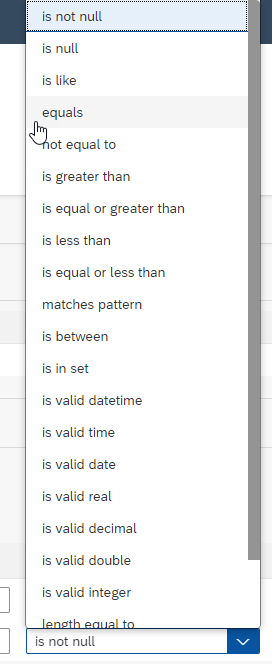 is not null
is null
is like
equals
not equal to
is greater than
is equal or greater than
is less than
is equal or less than
matches pattern
is between
is in set
is valid datetime
is valid time
is valid date
is valid real
is valid decimal
is valid double
is valid integer
length equal to
is not null